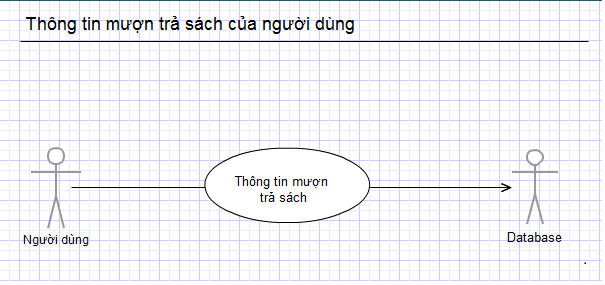 Thông tin mượn trả sách của người dùng
Thông tin mượn
trả sách
Người dùng
Database